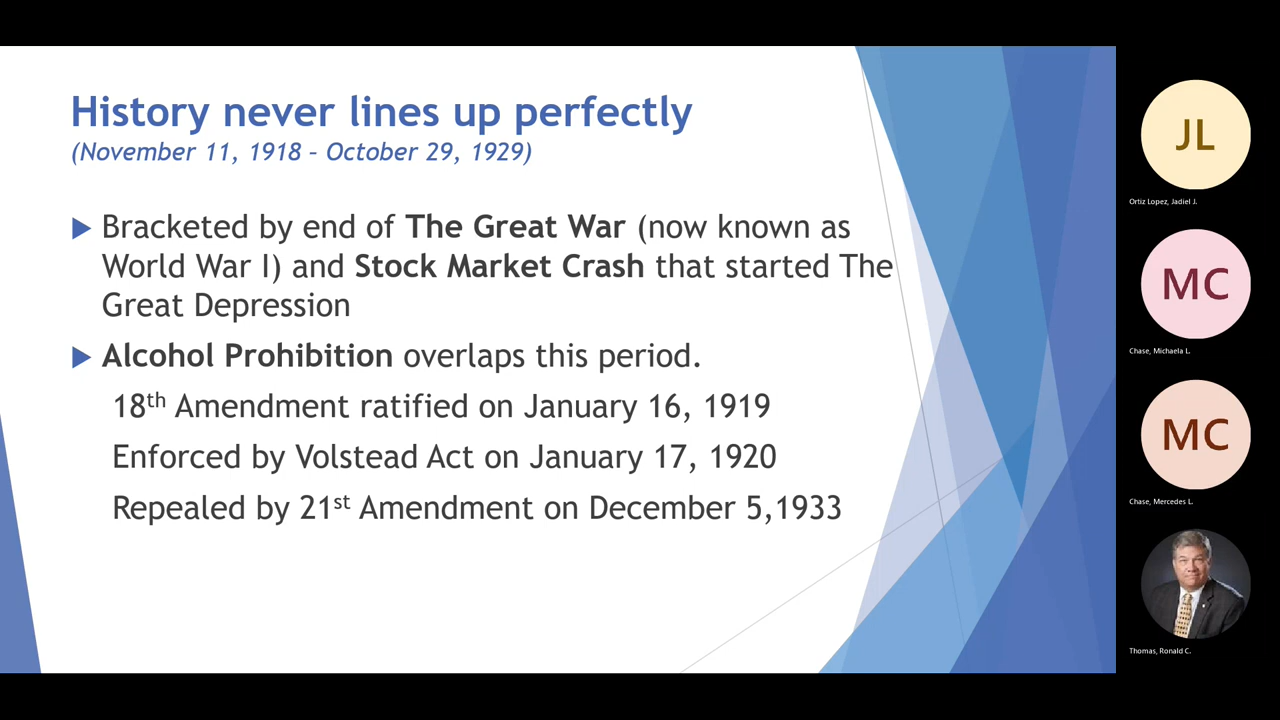 History never lines up perfectly
(November 11, 1918 – October 29, 1929)
Bracketed by end of The Great War (now known as
World War I) and Stock Market Crash that started The
Great Depression
Alcohol Prohibition overlaps this period.
18th Amendment ratified on January 16, 1919
Enforced by Volstead Act on January 17, 1920
Repealed by 21st Amendment on December 5,1933
JL
Ortiz Lopez, Jadiel J.
MC
Chase, Michaela L.
MC
Chase, Mercedes L.
Thomas, Ronald C.